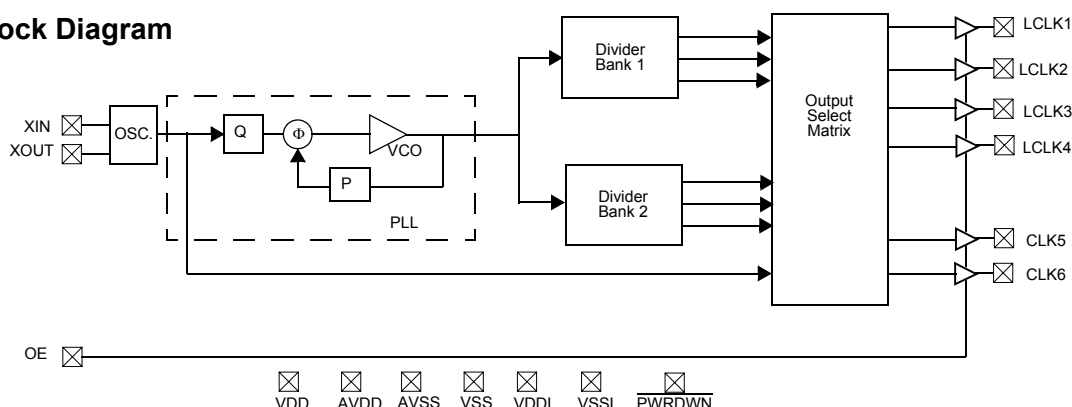 ock Diagram
Divider
Bank 1
Output
Select
Matrix
Divider
Bank 2
XIN
XOUT
OSC.
Q
Φ
VCO
P
PLL
LCLK1
LCLK2
LCLK3
LCLK4
CLK5
CLK6
OE
VDD AVDD AVSS VSS VDDL VSSL PWRDWN